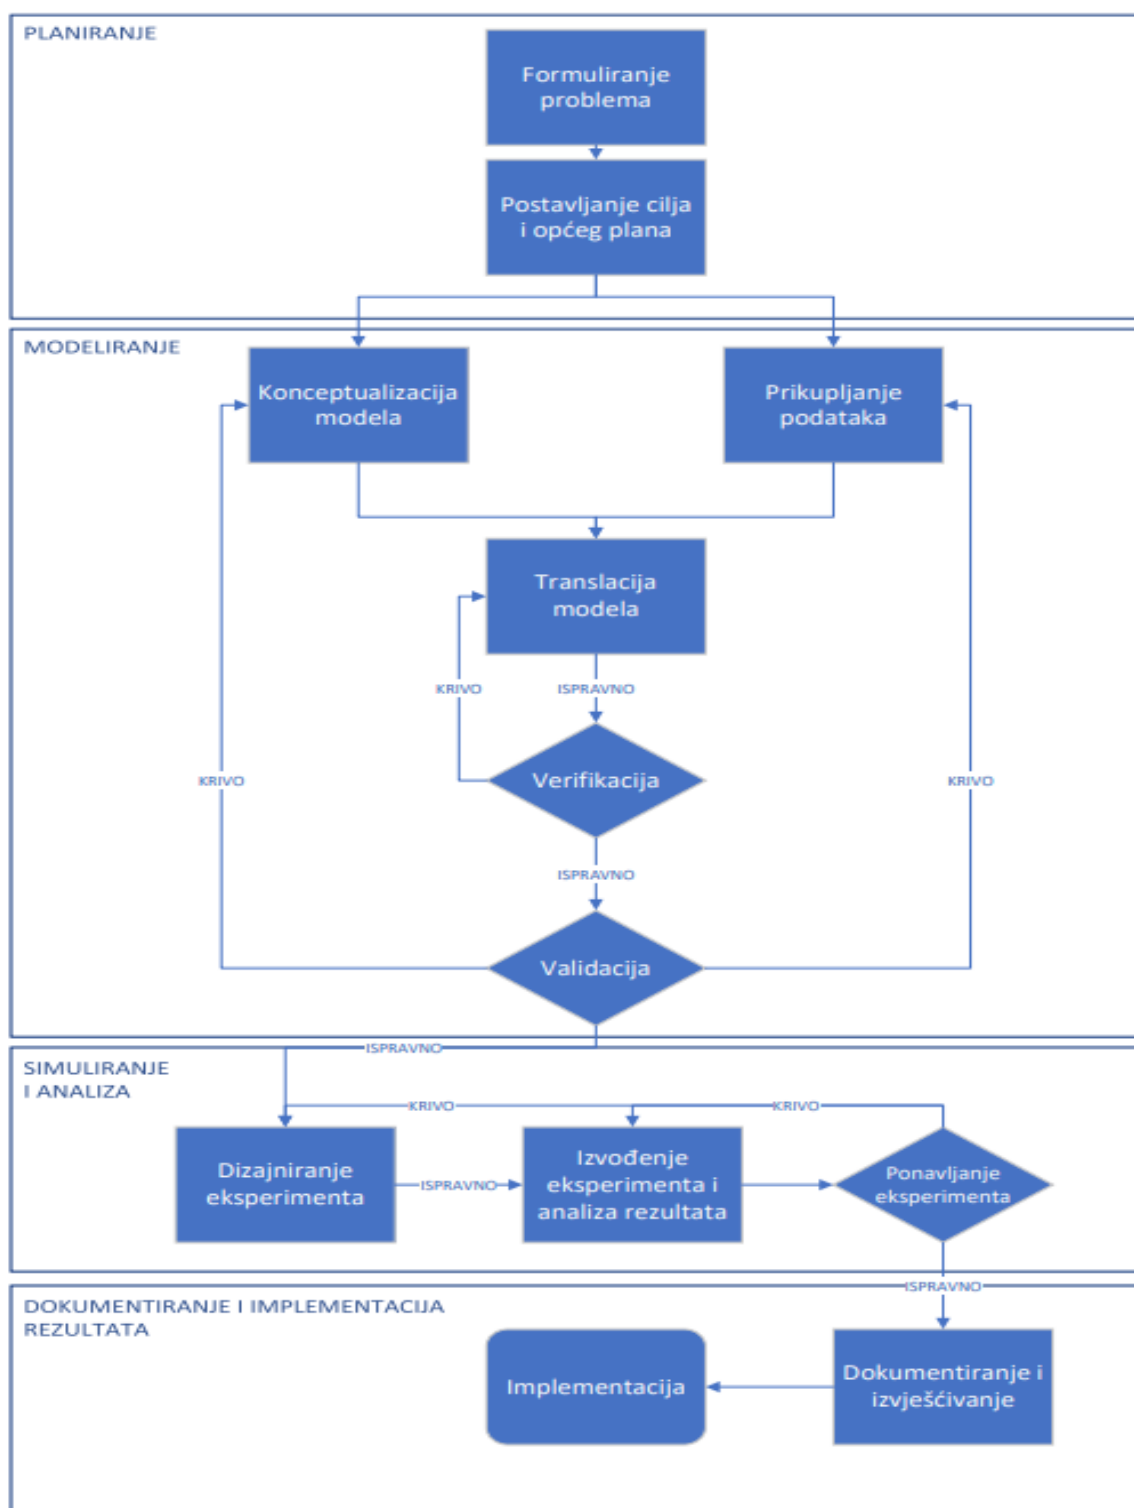 PLANIRANJE
Formuliranje
problema
Postavljanje cilja
i općeg plana
MODELIRANJE
Konceptualizacija
modela
Prikupljanje
podataka
Translacija
modela
KRIVO
ISPRAVNO
KRIVO
Verifikacija
KRIVO
ISPRAVNO
Validacija
ISPRAVNO
SIMULIRANJE
I ANALIZA
KRIVO
KRIVO
Dizajniranje
eksperimenta
ISPRAVNO
Izvođenje
eksperimenta i
analiza rezultata
Ponavljanje
eksperimenta
ISPRAVNO
DOKUMENTIRANJE I IMPLEMENTACIJA
REZULTATA
Implementacija
Dokumentiranje i
izvješćivanje